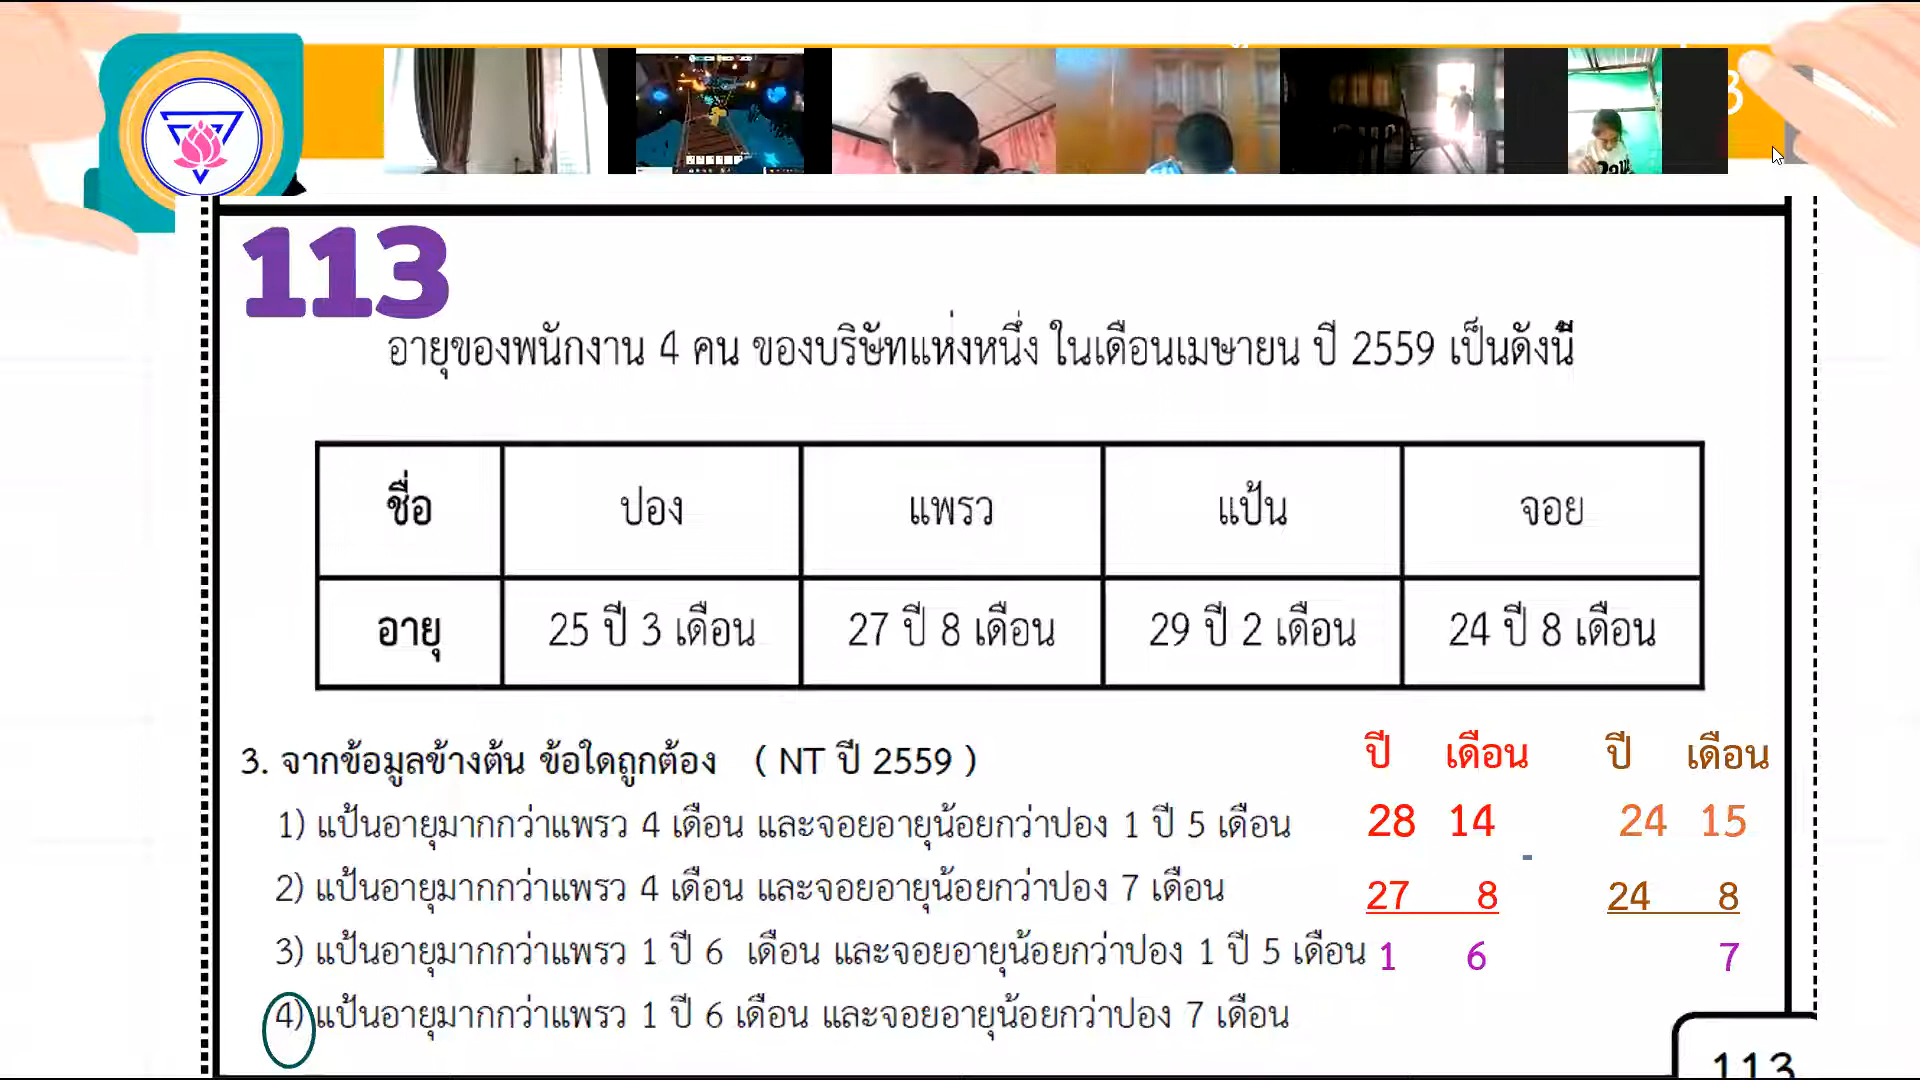 3
113
อายุของพนักงาน 4 คน ของบริษัทแห่งหนึ่ง ในเดือนเมษายน ปี 2559 เป็นดังนี้
ชื่อ ปอง แพรว แป้น จอย
อายุ 25 ปี 3 เดือน 27 ปี 8 เดือน 29 ปี 2 เดือน 24 ปี 8 เดือน
3. จากข้อมูลข้างต้น ข้อใดถูกต้อง ( NT ปี 2559 )
1) แป้นอายุมากกว่าแพรว 4 เดือน และจอยอายุน้อยกว่าปอง 1 ปี 5 เดือน
2) แป้นอายุมากกว่าแพรว 4 เดือน และจอยอายุน้อยกว่าปอง 7 เดือน
3) แป้นอายุมากกว่าแพรว 1 ปี 6 เดือน และจอยอายุน้อยกว่าปอง 1 ปี 5 เดือน
4) แป้นอายุมากกว่าแพรว 1 ปี 6 เดือน และจอยอายุน้อยกว่าปอง 7 เดือน
ปี เดือน
28 14
-
27 8
1 6
ปี เดือน
24 15
24 8
7
113